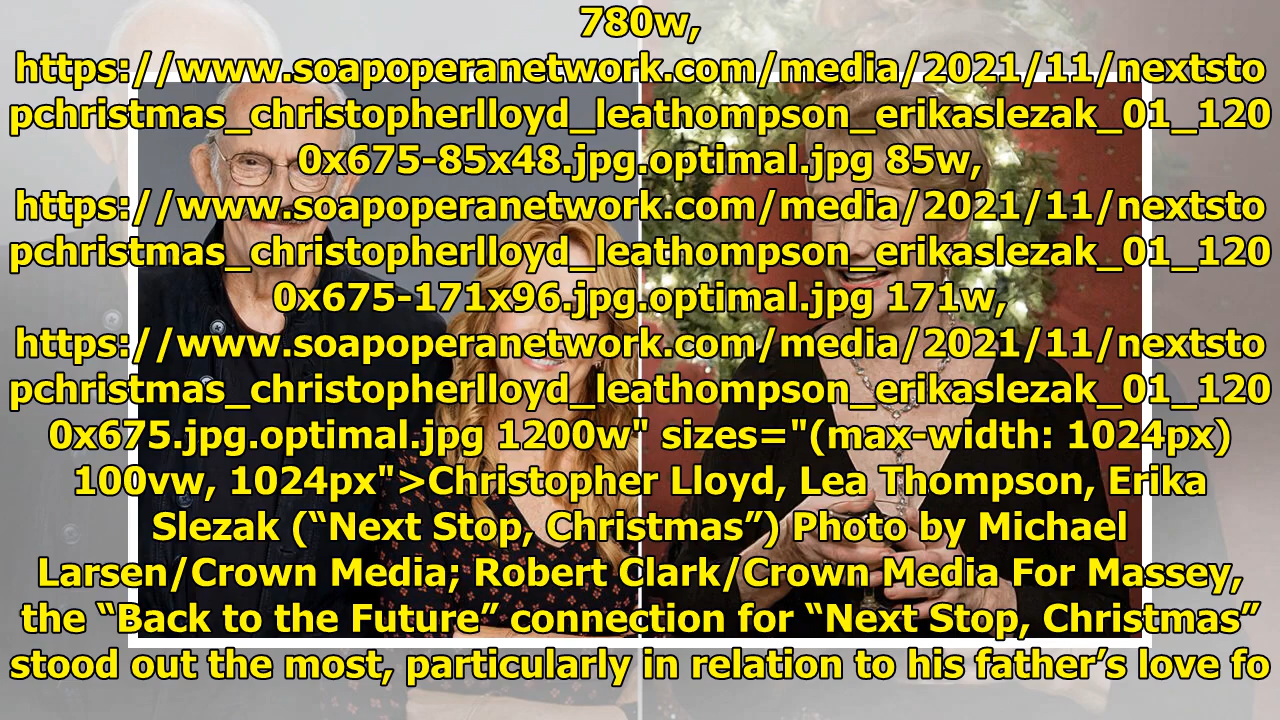 780w,
https://www.soapoperanetwork.com/media/2021/11/nextsto
pchristmas_christopherlloyd_leathompson_erikaslezak_01_120
0x675-85x48.jpg.optimal.jpg 85w,
https://www.soapoperanetwork.com/media/2021/11/nextsto
pchristmas_christopherlloyd_leathompson_erikaslezak_01_120
0x675-171x96.jpg.optimal.jpg 171w,
https://www.soapoperanetwork.com/media/2021/11/nextsto
pchristmas_christopherlloyd_leathompson_erikaslezak_01_120
0x675.jpg.optimal.jpg 1200w" sizes="(max-width: 1024px)
100vw, 1024px">Christopher Lloyd, Lea Thompson, Erika
Slezak (“Next Stop, Christmas”) Photo by Michael
Larsen/Crown Media; Robert Clark/Crown Media For Massey,
the “Back to the Future” connection for “Next Stop, Christmas”
stood out the most, particularly in relation to his father’s love fo